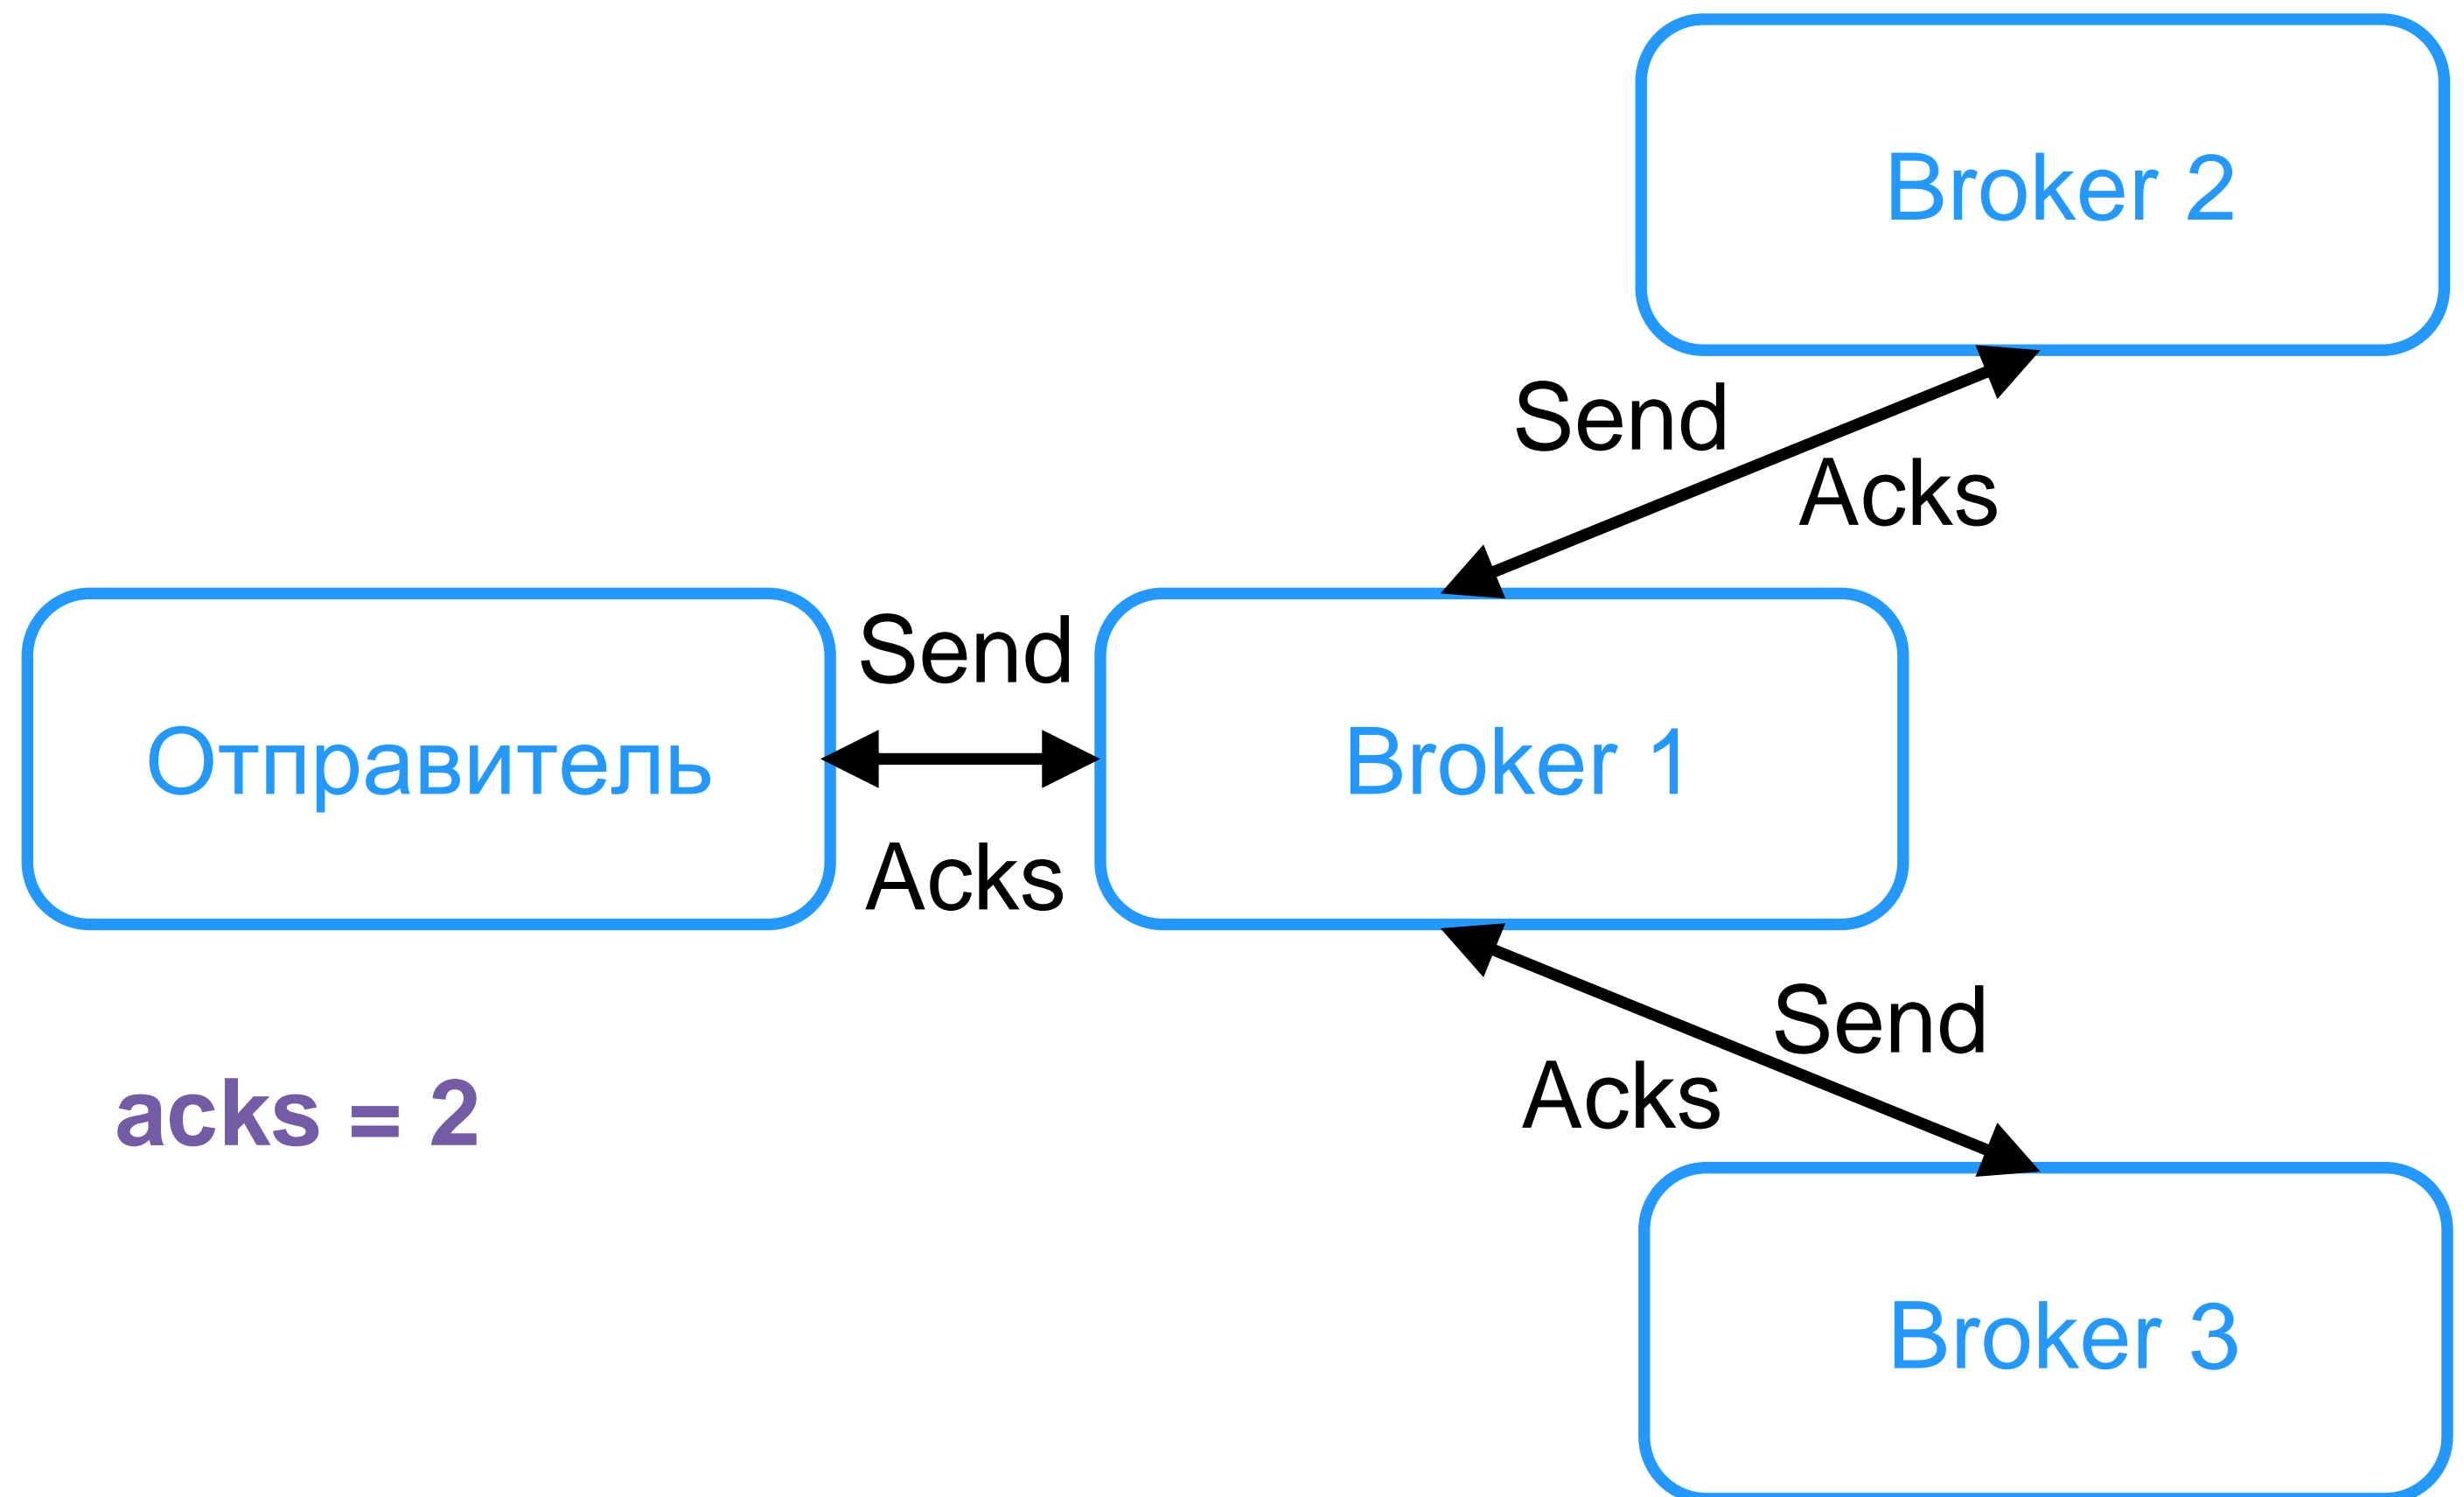 Broker 2
Send
Acks
Send
Отправитель
Broker 1
Acks
Send
Acks
acks = 2
Broker 3